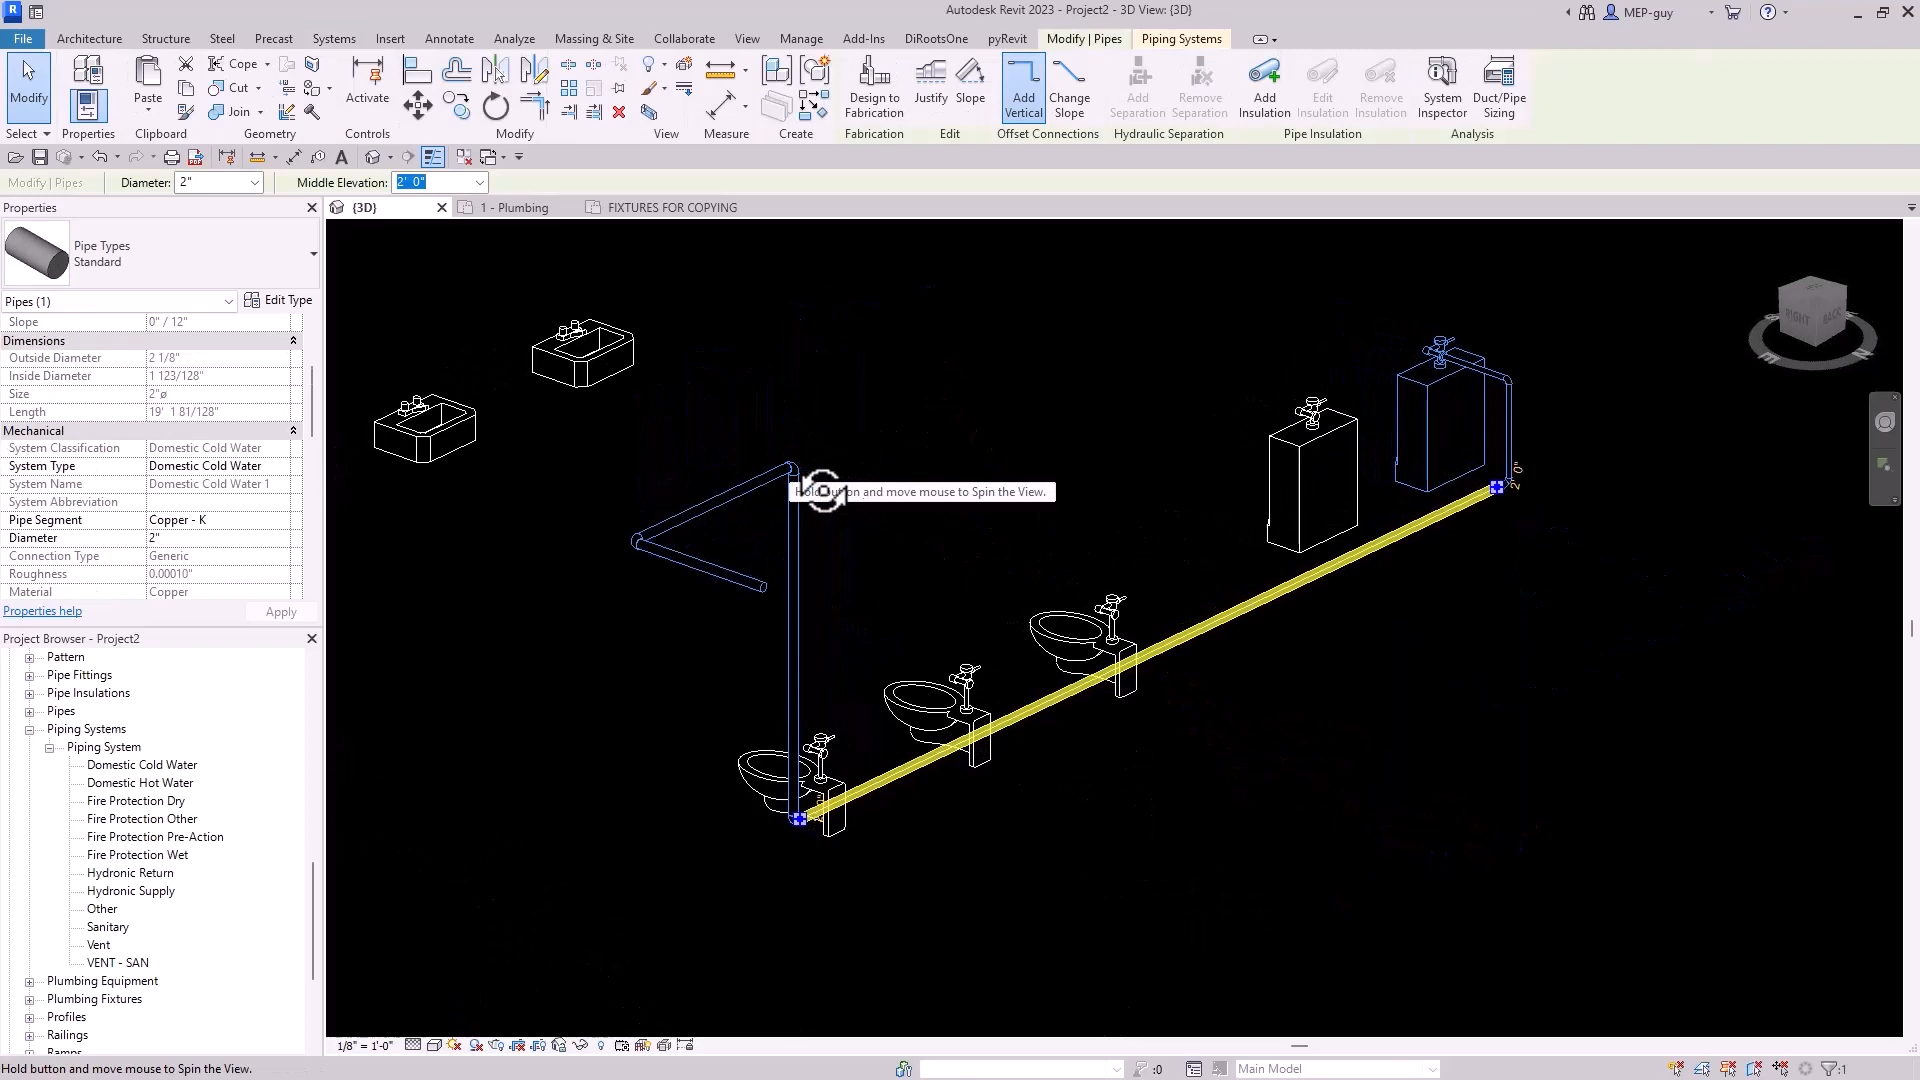 Autodesk Revit 2023 - Project2 - 3D View: {3D}
MEP-guy
File Architecture Structure Steel Precast Systems Insert Annotate Analyze Massing & Site Collaborate View Manage Add-Ins DiRootsOne pyRevit Modify | Pipes Piping Systems
Modify
Paste
Cope
Cut
Join
Activate
Design to Fabrication
Justify
Slope
Add Vertical
Change Slope
Add Separation
Remove Separation
Add Insulation
Edit Insulation
Remove Insulation
System Inspector
Duct/Pipe Sizing
Select Properties Clipboard Geometry Controls Modify View Measure Create Fabrication Edit Offset Connections Hydraulic Separation Pipe Insulation Analysis
Modify | Pipes Diameter: 2" Middle Elevation: 2' 0"
Properties
{3D} 1 - Plumbing FIXTURES FOR COPYING
Pipe Types
Standard
Pipes (1) Edit Type
Slope 0" / 12"
Dimensions
Outside Diameter 2 1/8"
Inside Diameter 1 123/128"
Size 2"ø
Length 19' 1 81/128"
Mechanical
System Classification Domestic Cold Water
System Type Domestic Cold Water
System Name Domestic Cold Water 1
System Abbreviation
Pipe Segment Copper - K
Diameter 2"
Connection Type Generic
Roughness 0.00010"
Material Copper
Properties help Apply
Project Browser - Project2
Pattern
Pipe Fittings
Pipe Insulations
Pipes
Piping Systems
Piping System
Domestic Cold Water
Domestic Hot Water
Fire Protection Dry
Fire Protection Other
Fire Protection Pre-Action
Fire Protection Wet
Hydronic Return
Hydronic Supply
Other
Sanitary
Vent
VENT - SAN
Plumbing Equipment
Plumbing Fixtures
Profiles
Railings
Ramps
RIGHT BACK
E N
and move mouse to Spin the View.
2' 0"
1/8" = 1'-0"
Hold button and move mouse to Spin the View.
:0
Main Model
:1